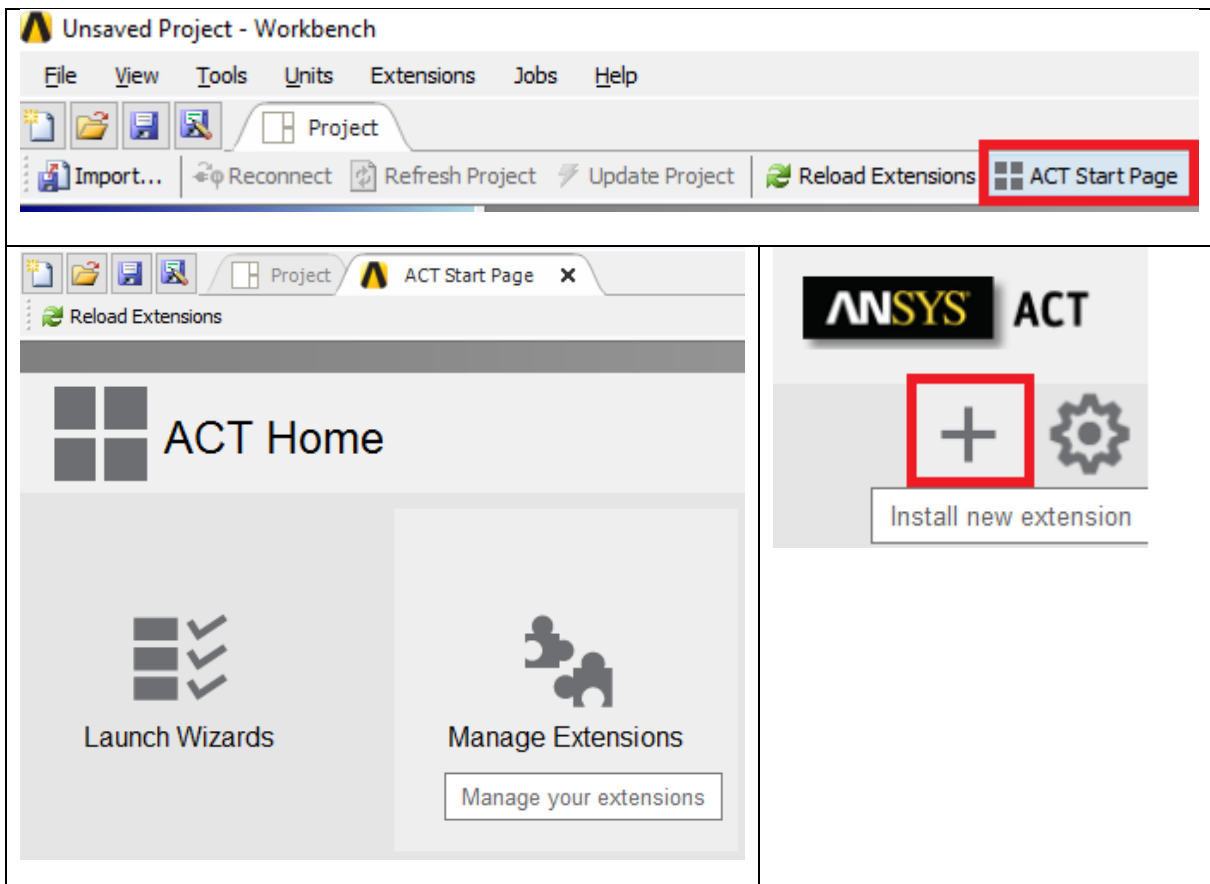 Unsaved Project - Workbench
File View Tools Units Extensions Jobs Help
Project
Import... Reconnect Refresh Project Update Project Reload Extensions ACT Start Page
Project ACT Start Page
Reload Extensions
ACT Home
Launch Wizards
Manage Extensions
Manage your extensions
ANSYS ACT
Install new extension